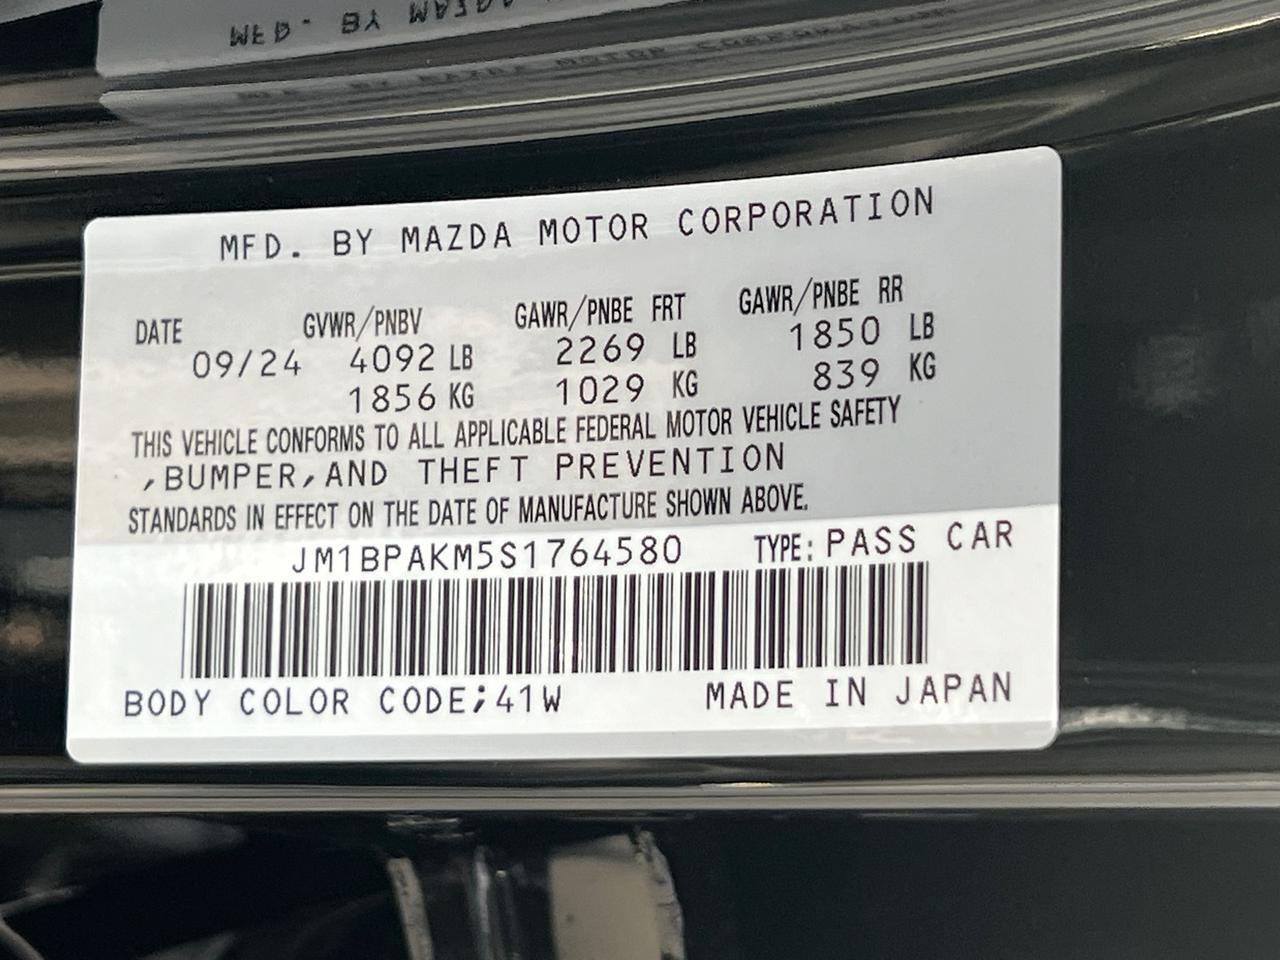 MFD. BY MAZDA MOTOR CORPORATION
DATE GVWR/PNBV GAWR/PNBE FRT GAWR/PNBE RR
09/24 4092 LB 2269 LB 1850 LB
1856 KG 1029 KG 839 KG
THIS VEHICLE CONFORMS TO ALL APPLICABLE FEDERAL MOTOR VEHICLE SAFETY
,BUMPER,AND THEFT PREVENTION
STANDARDS IN EFFECT ON THE DATE OF MANUFACTURE SHOWN ABOVE.
JM1BPAKM5S1764580 TYPE: PASS CAR
BODY COLOR CODE;41W MADE IN JAPAN